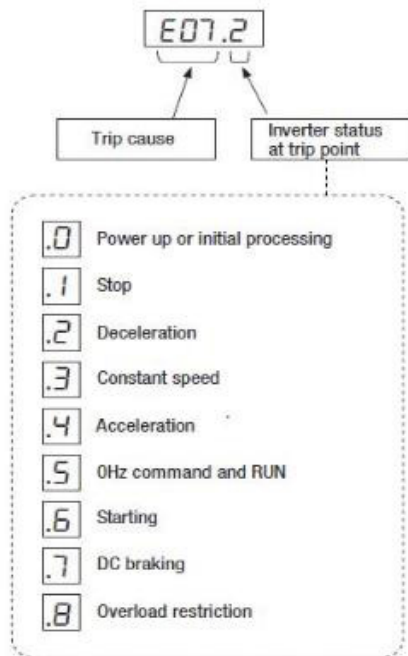 E07.2
Trip cause
Inverter status
at trip point
.0 Power up or initial processing
.1 Stop
.2 Deceleration
.3 Constant speed
.4 Acceleration
.5 0Hz command and RUN
.6 Starting
.7 DC braking
.8 Overload restriction